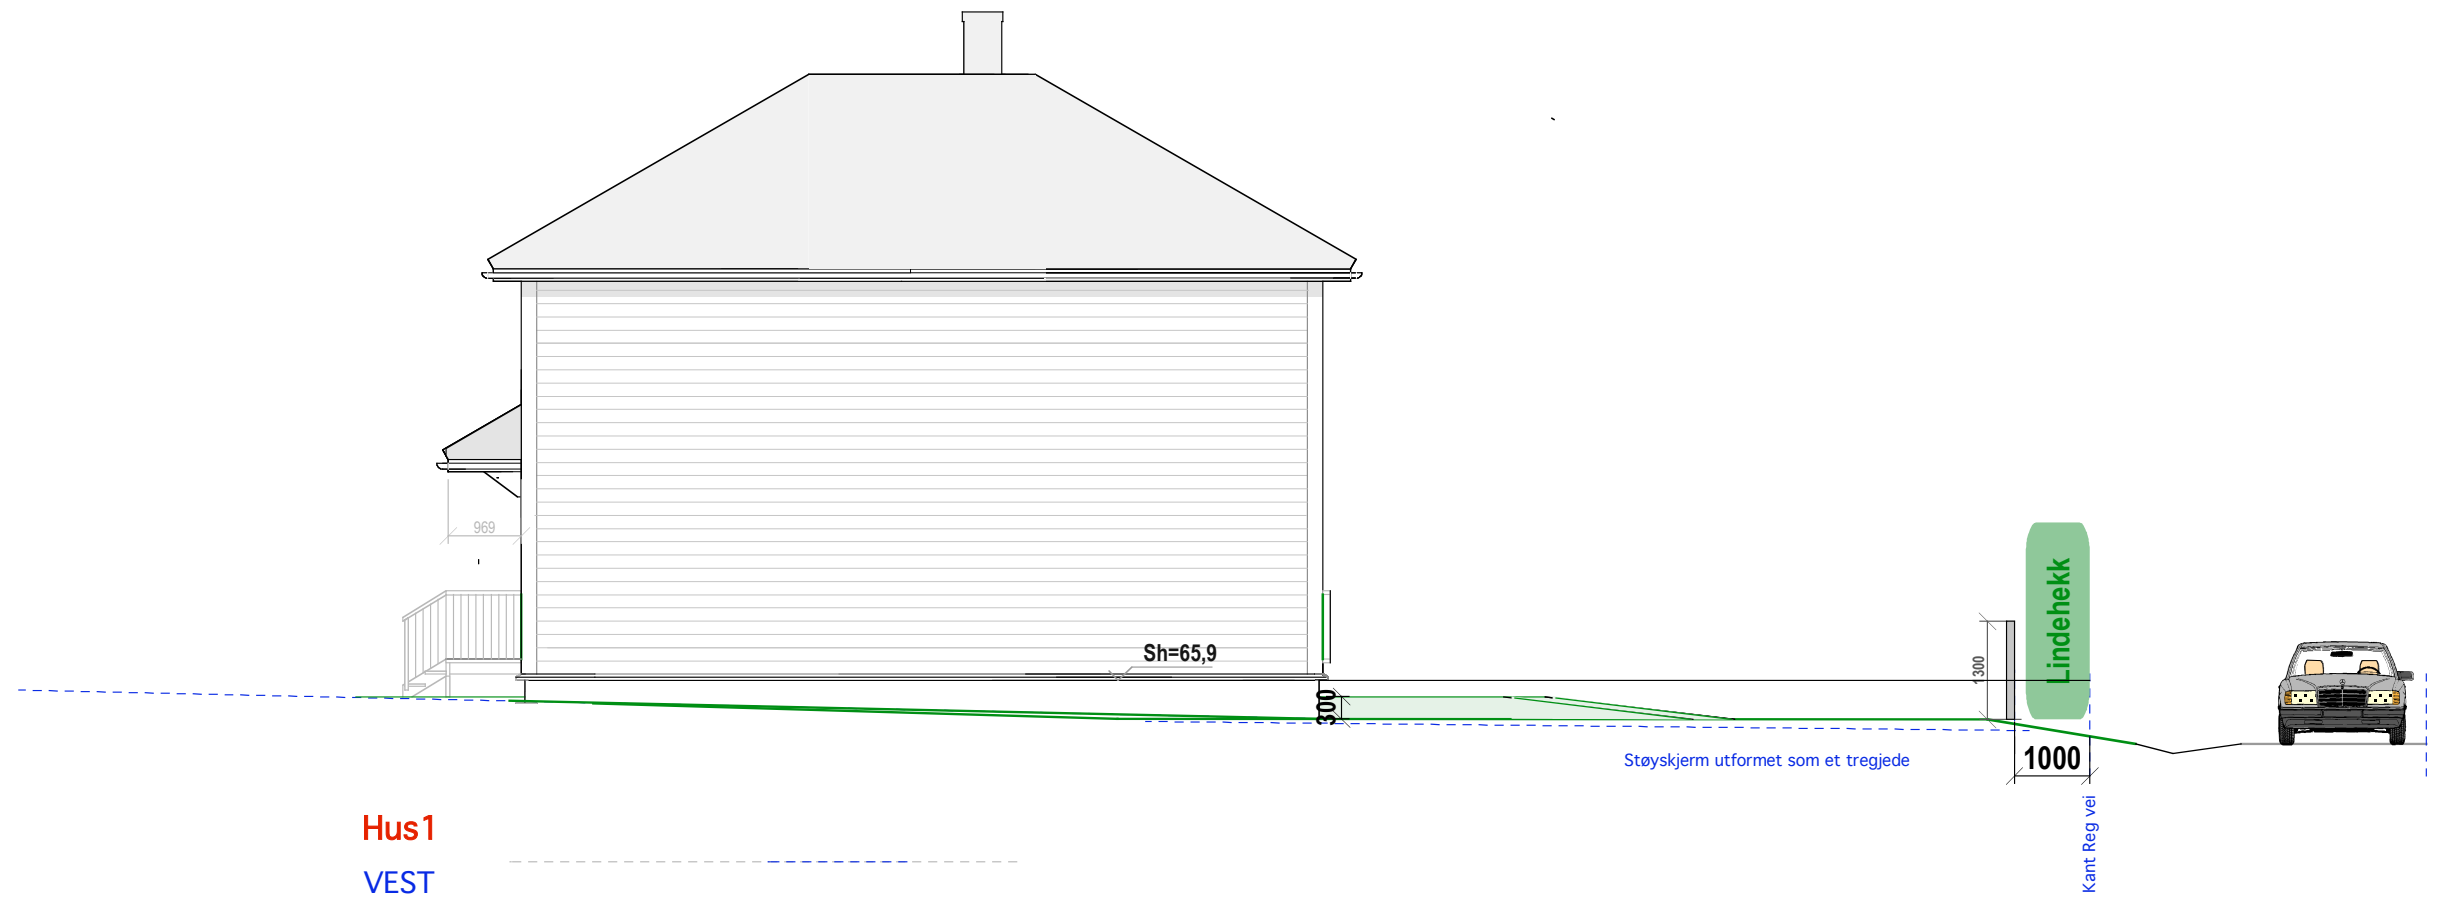 969
Sh=65,9
300
1300
Lindehekk
Støyskjerm utformet som et tregjede
1000
Kant Reg vei
Hus1
VEST